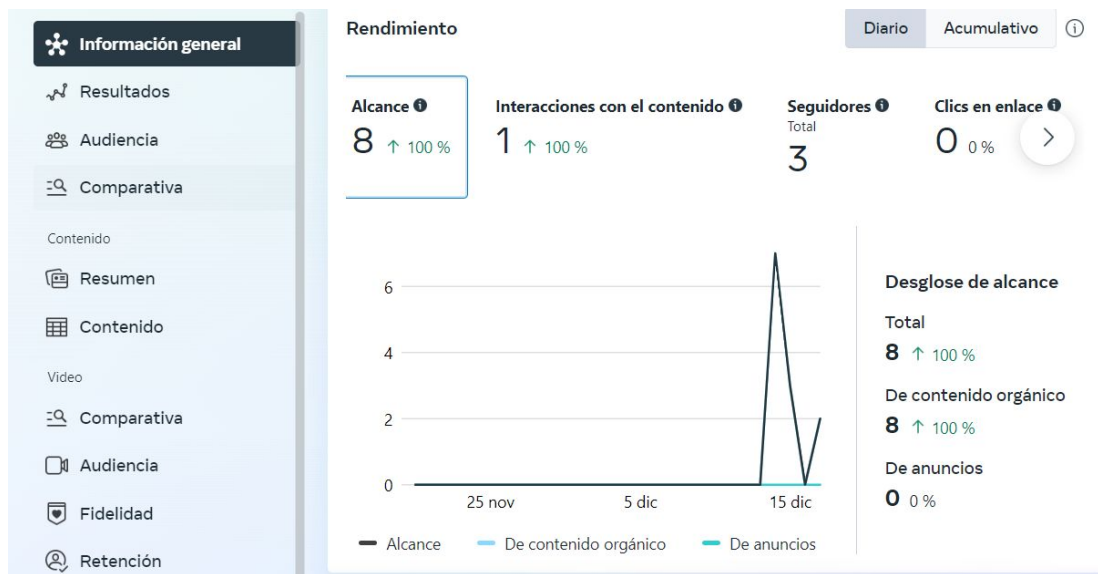 Información general
Resultados
Audiencia
Comparativa
Contenido
Resumen
Contenido
Video
Comparativa
Audiencia
Fidelidad
Retención
Rendimiento
Diario
Acumulativo
Alcance
8 ↑ 100 %
Interacciones con el contenido
1 ↑ 100 %
Seguidores
Total
3
Clics en enlace
0 0 %
6
4
2
0
25 nov 5 dic 15 dic
Alcance De contenido orgánico De anuncios
Desglose de alcance
Total
8 ↑ 100 %
De contenido orgánico
8 ↑ 100 %
De anuncios
0 0 %